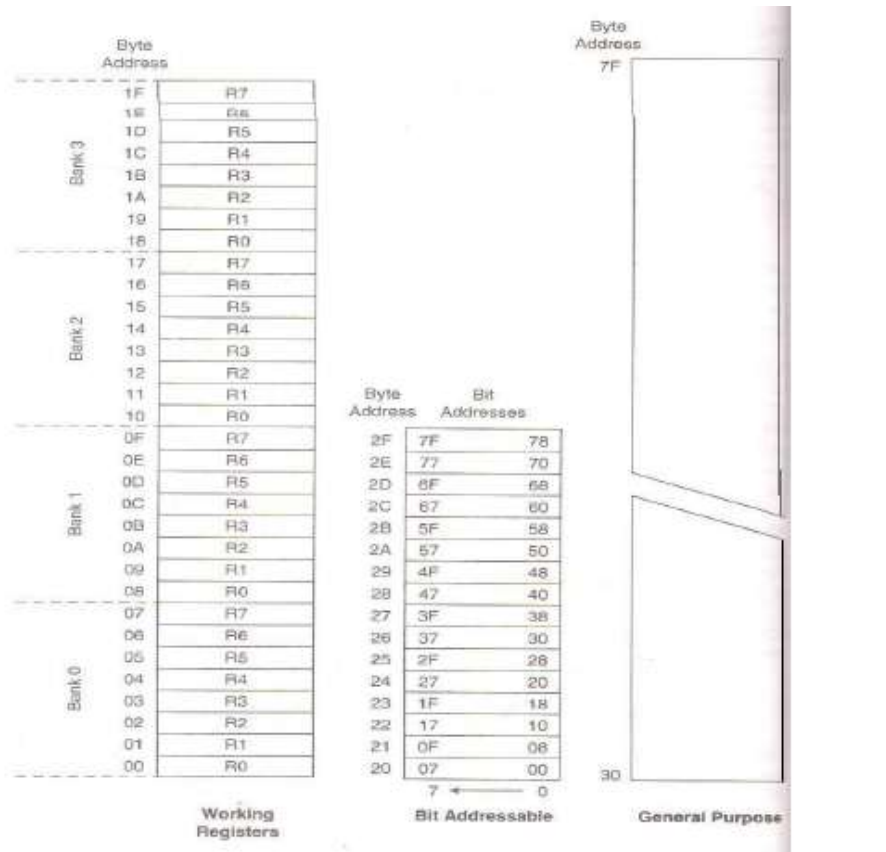 Byte
Address
1F R7
1E R6
1D R5
1C R4
1B R3
1A R2
19 R1
18 R0
Bank 3
17 R7
16 R6
15 R5
14 R4
13 R3
12 R2
11 R1
10 R0
Bank 2
0F R7
0E R6
0D R5
0C R4
0B R3
0A R2
09 R1
08 R0
Bank 1
07 R7
06 R6
05 R5
04 R4
03 R3
02 R2
01 R1
00 R0
Bank 0
Working
Registers
Byte Bit
Address Addresses
2F 7F 78
2E 77 70
2D 6F 68
2C 67 60
2B 5F 58
2A 57 50
29 4F 48
28 47 40
27 3F 38
26 37 30
25 2F 28
24 27 20
23 1F 18
22 17 10
21 0F 08
20 07 00
7 ← 0
Bit Addressable
Byte
Address
7F
30
General Purpose